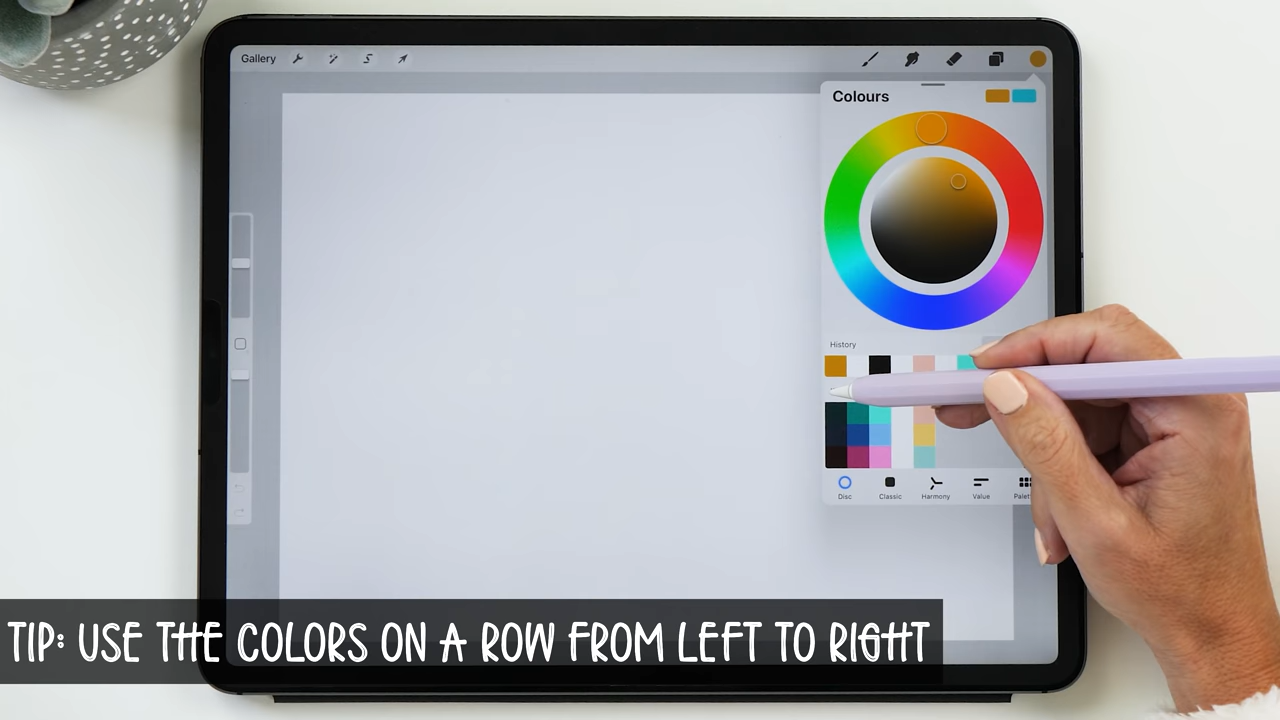 Gallery
Colours
History
Disc
Classic
Harmony
Value
TIP: USE THE COLORS ON A ROW FROM LEFT TO RIGHT